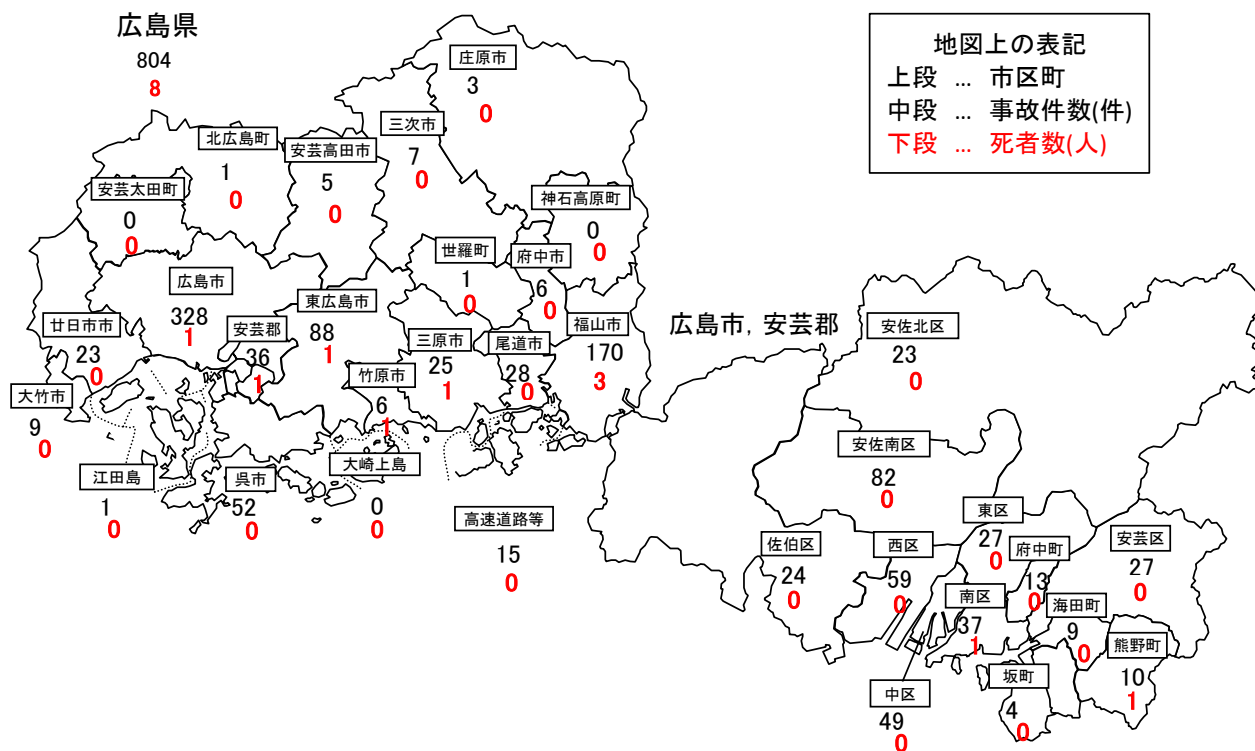 広島県
804
8
地図上の表記
上段 … 市区町
中段 … 事故件数(件)
下段 … 死者数(人)
庄原市
3
0
三次市
7
0
北広島町
1
0
安芸高田市
5
0
安芸太田町
0
0
神石高原町
0
0
世羅町
1
0
府中市
6
0
広島市
328
1
東広島市
88
1
廿日市市
23
0
安芸郡
36
1
三原市
25
1
尾道市
28
0
福山市
170
3
竹原市
6
1
大竹市
9
0
江田島
1
0
呉市
52
0
大崎上島
0
0
高速道路等
15
0
広島市,安芸郡
安佐北区
23
0
安佐南区
82
0
東区
27
0
佐伯区
24
0
西区
59
0
府中町
13
0
安芸区
27
0
南区
37
1
海田町
9
0
熊野町
10
1
坂町
4
0
中区
49
0